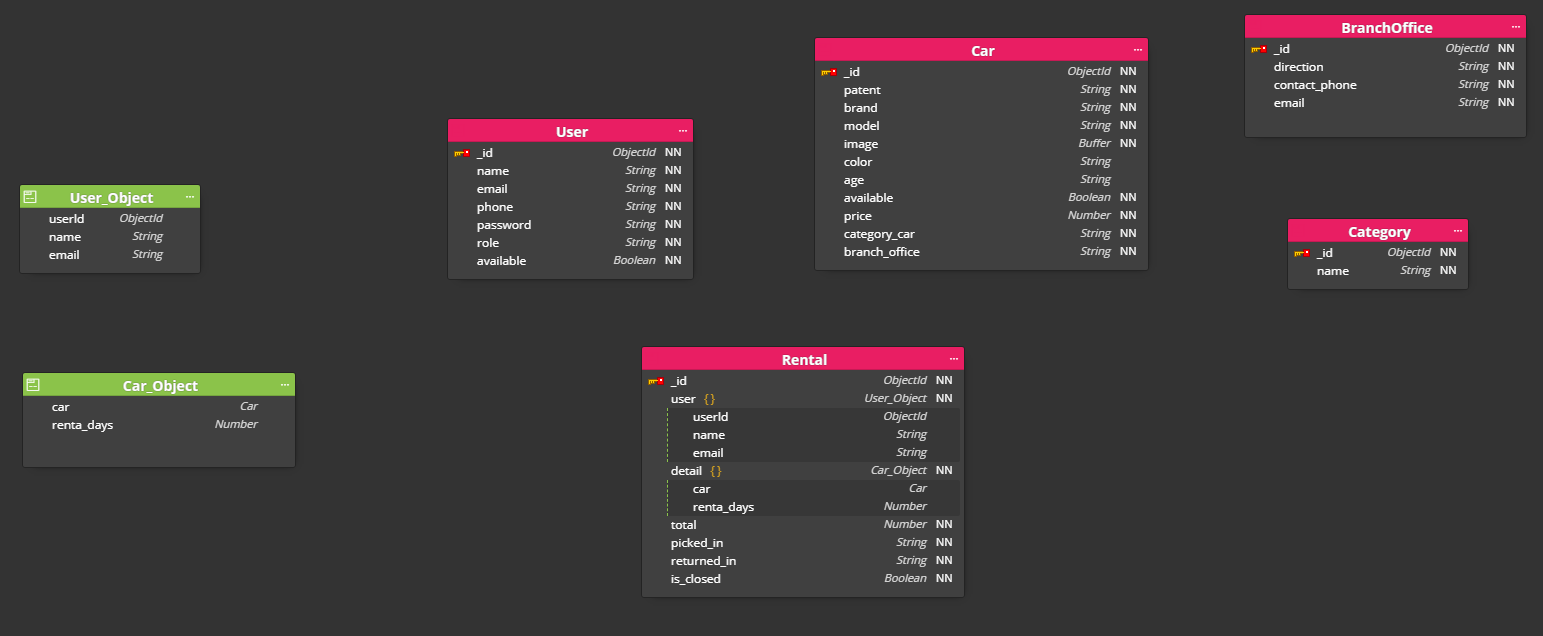 User_Object ...
userId ObjectId
name String
email String
Car_Object ...
car Car
renta_days Number
User ...
_id ObjectId NN
name String NN
email String NN
phone String NN
password String NN
role String NN
available Boolean NN
Car ...
_id ObjectId NN
patent String NN
brand String NN
model String NN
image Buffer NN
color String
age String
available Boolean NN
price Number NN
category_car String NN
branch_office String NN
BranchOffice ...
_id ObjectId NN
direction String NN
contact_phone String NN
email String NN
Category ...
_id ObjectId NN
name String NN
Rental ...
_id ObjectId NN
user {} User_Object NN
userId ObjectId
name String
email String
detail {} Car_Object NN
car Car
renta_days Number
total Number NN
picked_in String NN
returned_in String NN
is_closed Boolean NN